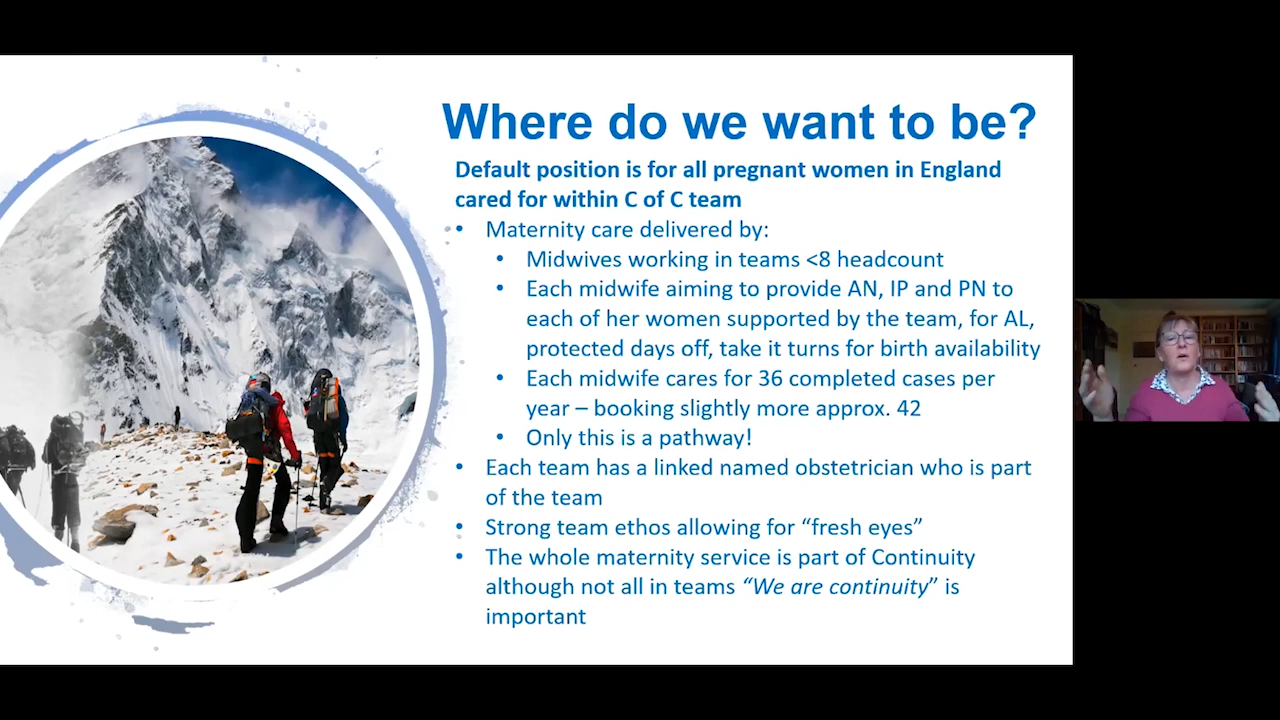 Where do we want to be?
Default position is for all pregnant women in England
cared for within C of C team
• Maternity care delivered by:
• Midwives working in teams <8 headcount
• Each midwife aiming to provide AN, IP and PN to
each of her women supported by the team, for AL,
protected days off, take it turns for birth availability
• Each midwife cares for 36 completed cases per
year – booking slightly more approx. 42
• Only this is a pathway!
• Each team has a linked named obstetrician who is part
of the team
• Strong team ethos allowing for “fresh eyes”
• The whole maternity service is part of Continuity
although not all in teams “We are continuity” is
important